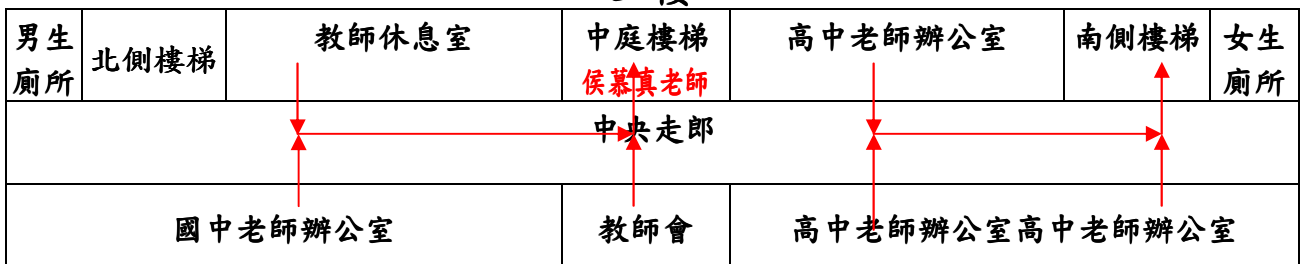 男生
廁所
北側樓梯
教師休息室
中庭樓梯
侯慕真老師
高中老師辦公室
南側樓梯
女生
廁所
中央走郎
國中老師辦公室
教師會
高中老師辦公室高中老師辦公室